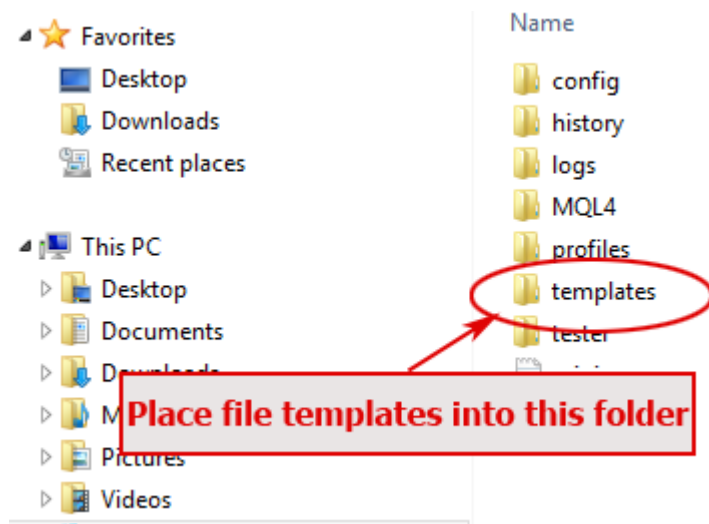 Favorites
Desktop
Downloads
Recent places
This PC
Desktop
Documents
Downloads
Pictures
Videos
Name
config
history
logs
MQL4
profiles
templates
tester
Place file templates into this folder